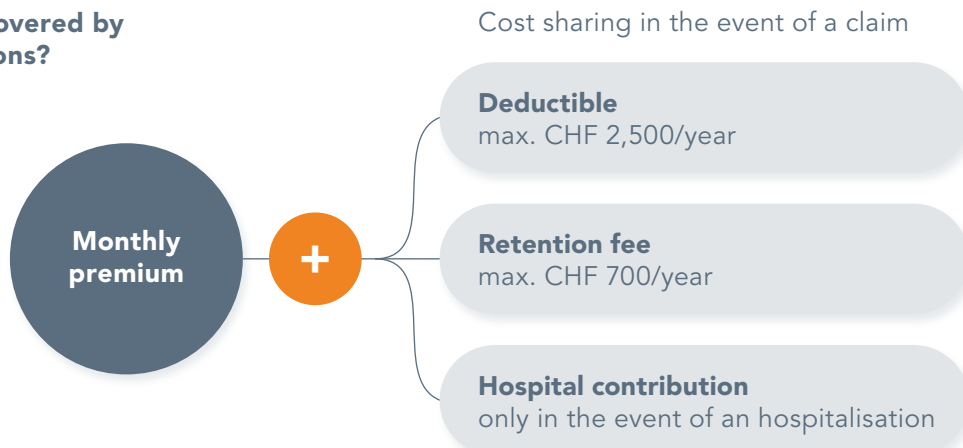 overed by
ons?
Cost sharing in the event of a claim
Deductible
max. CHF 2,500/year
Monthly
premium
+
Retention fee
max. CHF 700/year
Hospital contribution
only in the event of an hospitalisation